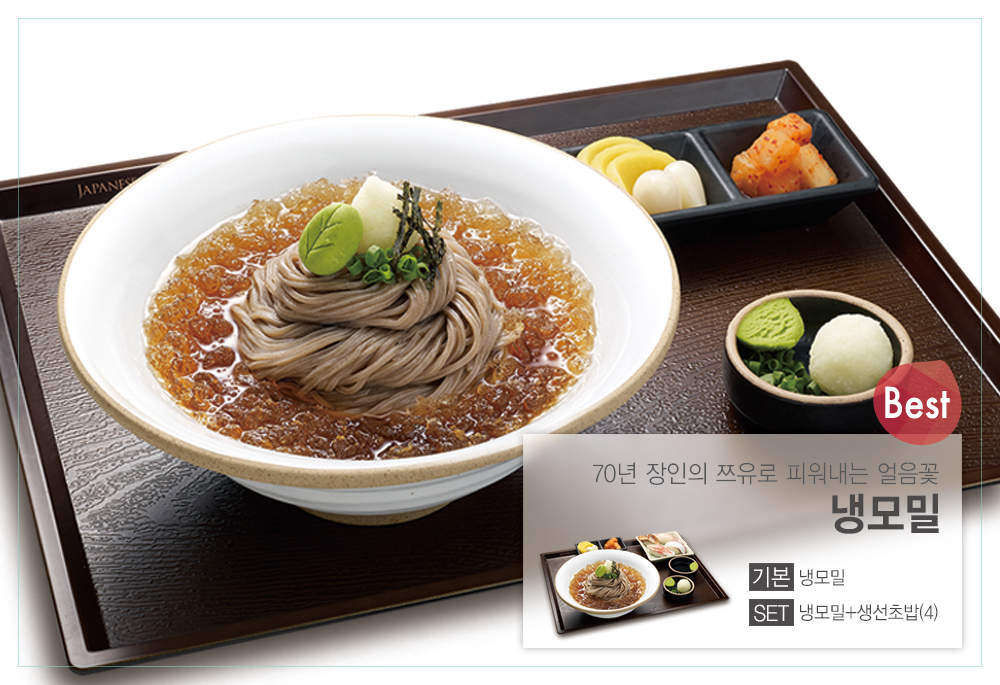 JAPANESE
Best
70년 장인의 쯔유로 피워내는 얼음꽃
냉모밀
기본 냉모밀
SET 냉모밀+생선초밥(4)